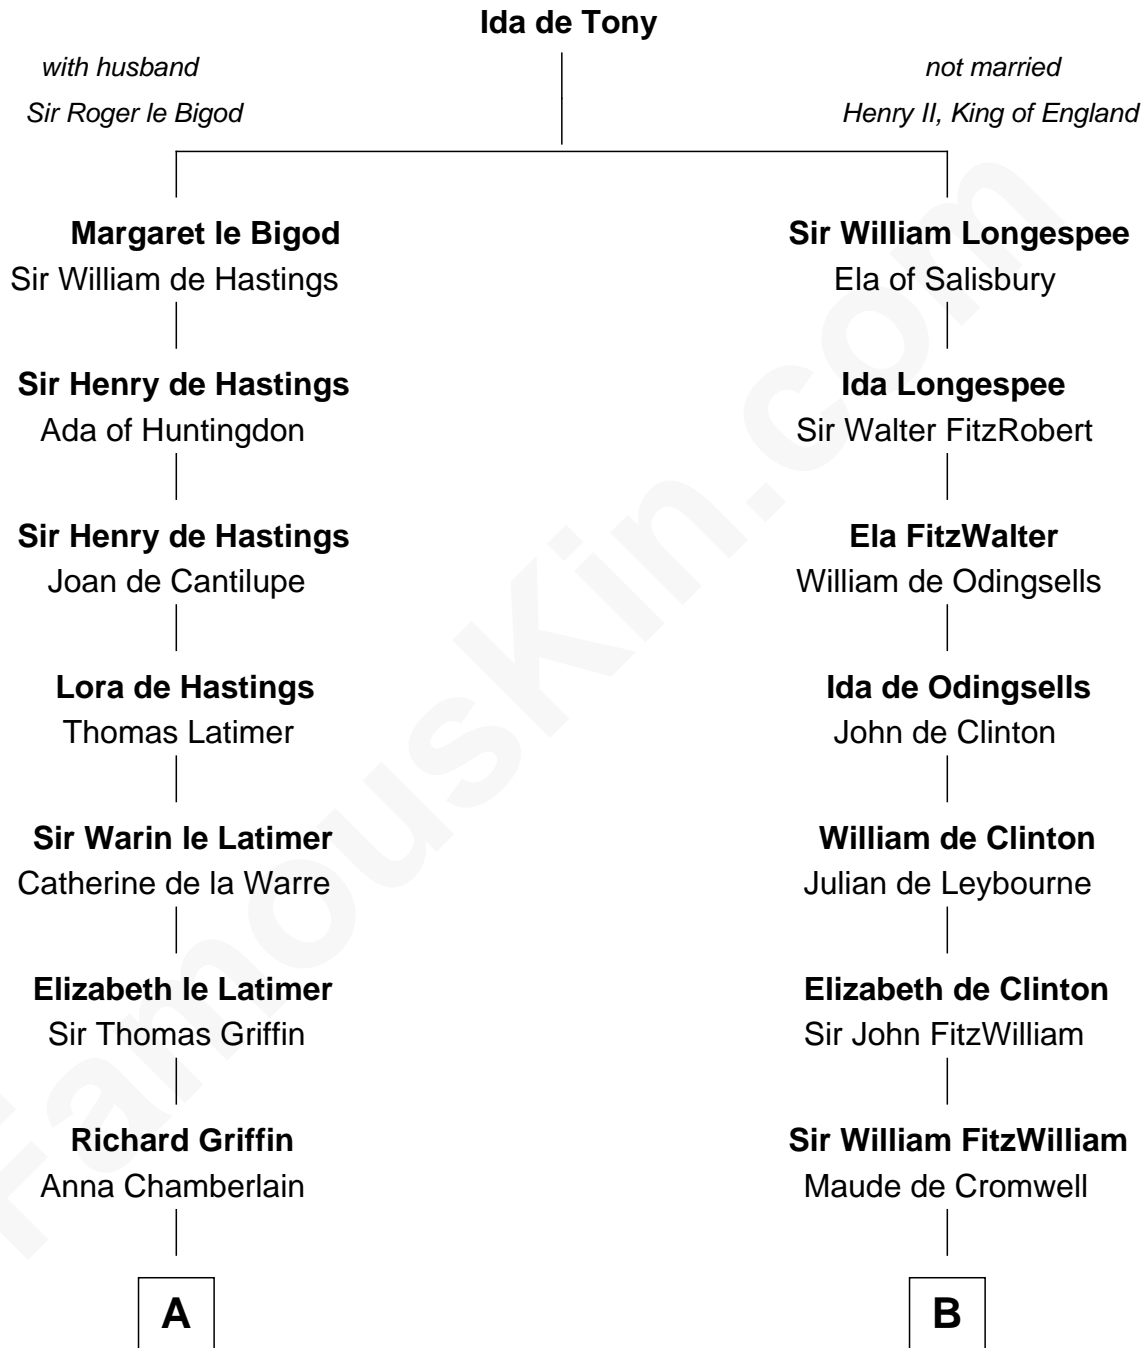 Ida de Tony
with husband
Sir Roger le Bigod
not married
Henry II, King of England
Margaret le Bigod
Sir William de Hastings
Sir William Longespee
Ela of Salisbury
Sir Henry de Hastings
Ada of Huntingdon
Ida Longespee
Sir Walter FitzRobert
Sir Henry de Hastings
Joan de Cantilupe
Ela FitzWalter
William de Odingsells
Lora de Hastings
Thomas Latimer
Ida de Odingsells
John de Clinton
Sir Warin le Latimer
Catherine de la Warre
William de Clinton
Julian de Leybourne
Elizabeth le Latimer
Sir Thomas Griffin
Elizabeth de Clinton
Sir John FitzWilliam
Richard Griffin
Anna Chamberlain
Sir William FitzWilliam
Maude de Cromwell
A
B
FamousKin.com